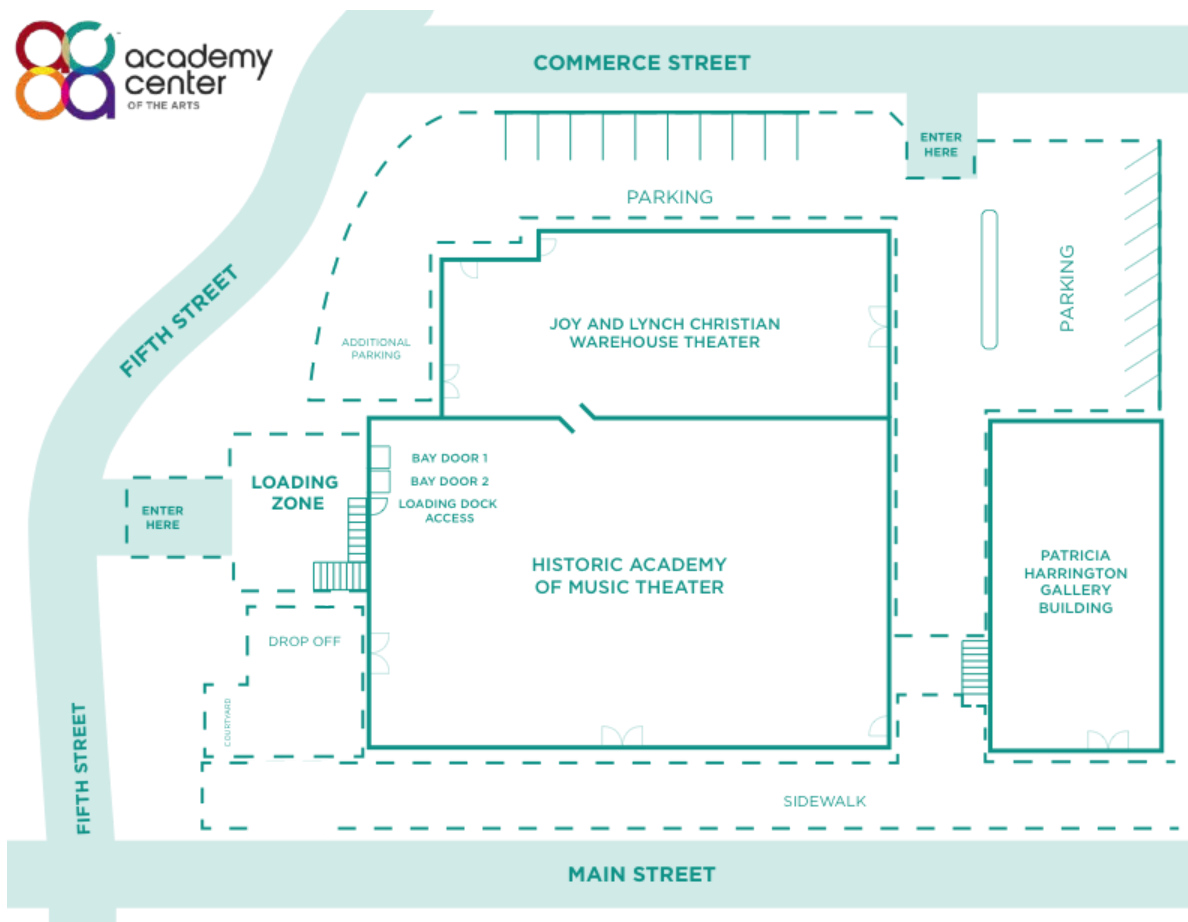 academy
center
OF THE ARTS
COMMERCE STREET
ENTER
HERE
PARKING
PARKING
FIFTH STREET
JOY AND LYNCH CHRISTIAN
WAREHOUSE THEATER
ADDITIONAL
PARKING
BAY DOOR 1
LOADING
ZONE
BAY DOOR 2
LOADING DOCK
ACCESS
ENTER
HERE
HISTORIC ACADEMY
OF MUSIC THEATER
PATRICIA
HARRINGTON
GALLERY
BUILDING
DROP OFF
COURTYARD
FIFTH STREET
SIDEWALK
MAIN STREET